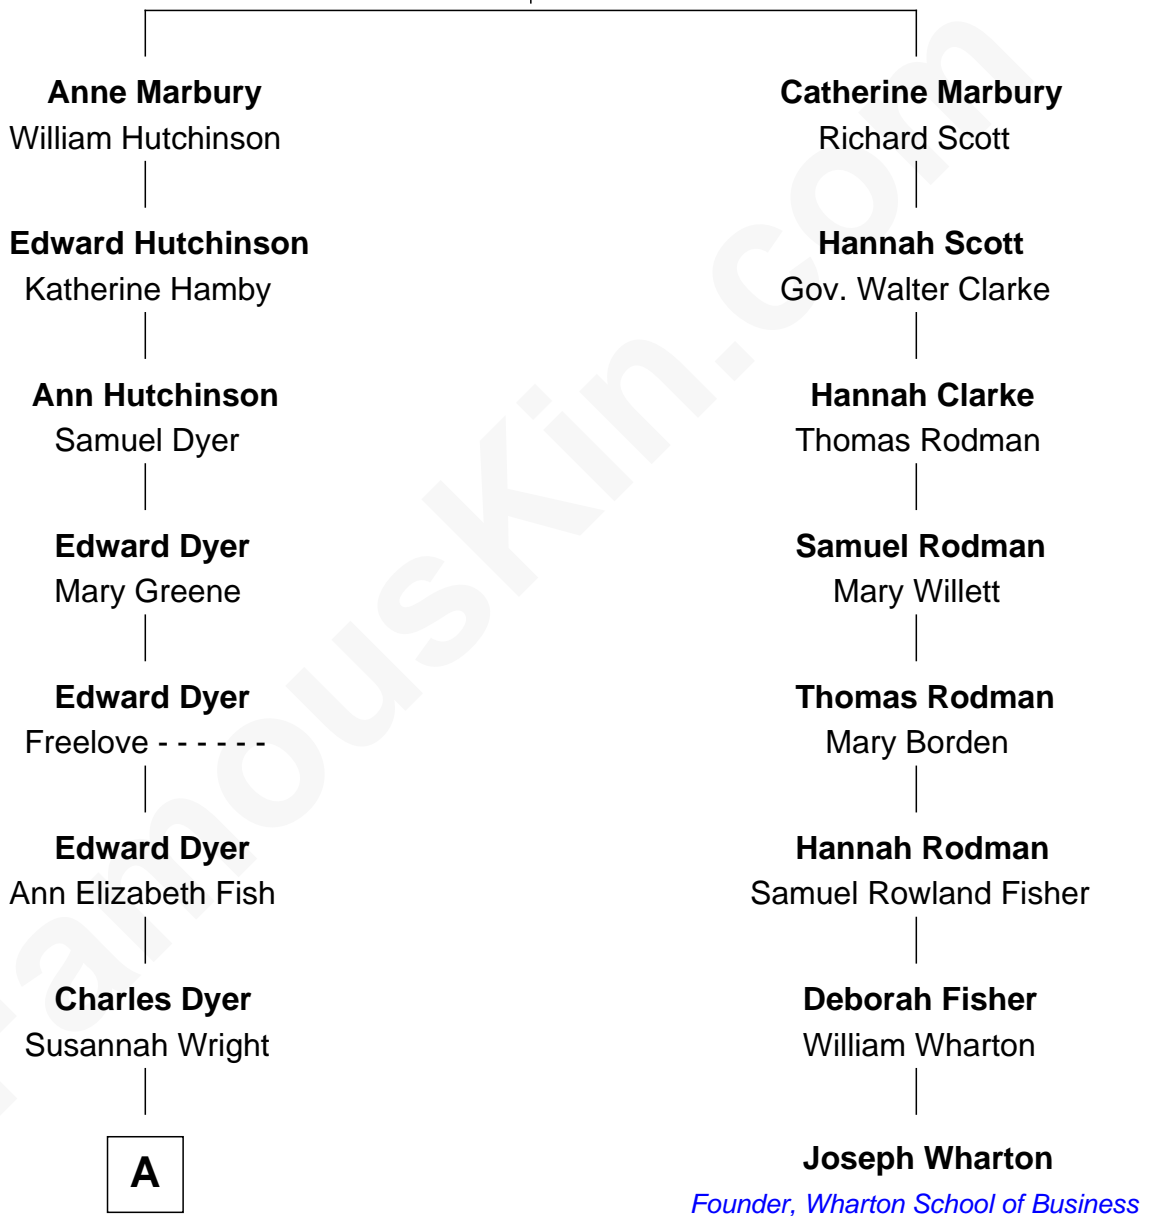 Anne Marbury
William Hutchinson
Edward Hutchinson
Katherine Hamby
Ann Hutchinson
Samuel Dyer
Edward Dyer
Mary Greene
Edward Dyer
Freelove - - - - - -
Edward Dyer
Ann Elizabeth Fish
Charles Dyer
Susannah Wright
A
Catherine Marbury
Richard Scott
Hannah Scott
Gov. Walter Clarke
Hannah Clarke
Thomas Rodman
Samuel Rodman
Mary Willett
Thomas Rodman
Mary Borden
Hannah Rodman
Samuel Rowland Fisher
Deborah Fisher
William Wharton
Joseph Wharton
Founder, Wharton School of Business
FamousKin.com